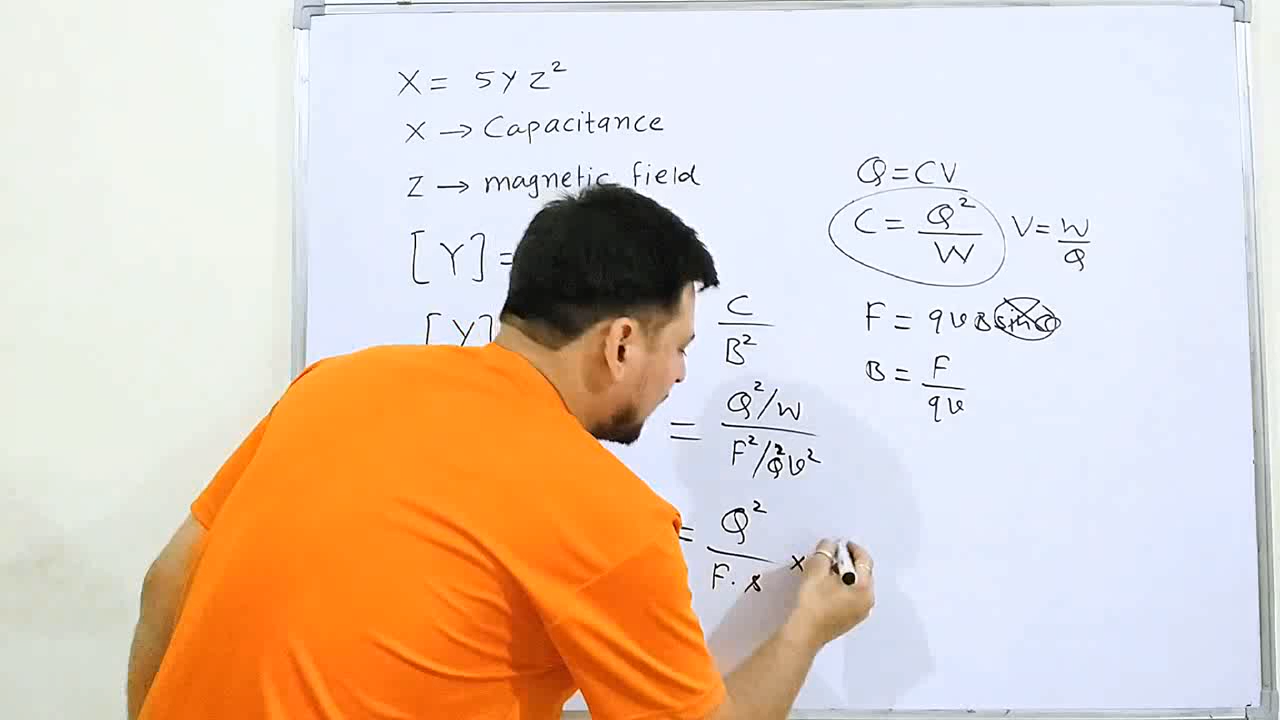 X = 5YZ²
X → Capacitance
Z → magnetic field
[Y] =
[Y]
C/B²
= Q²/W / F²/Q²v²
= Q²/F·s ×
Q = CV
C = Q²/W
V = W/Q
F = qvB sinθ
B = F/qv